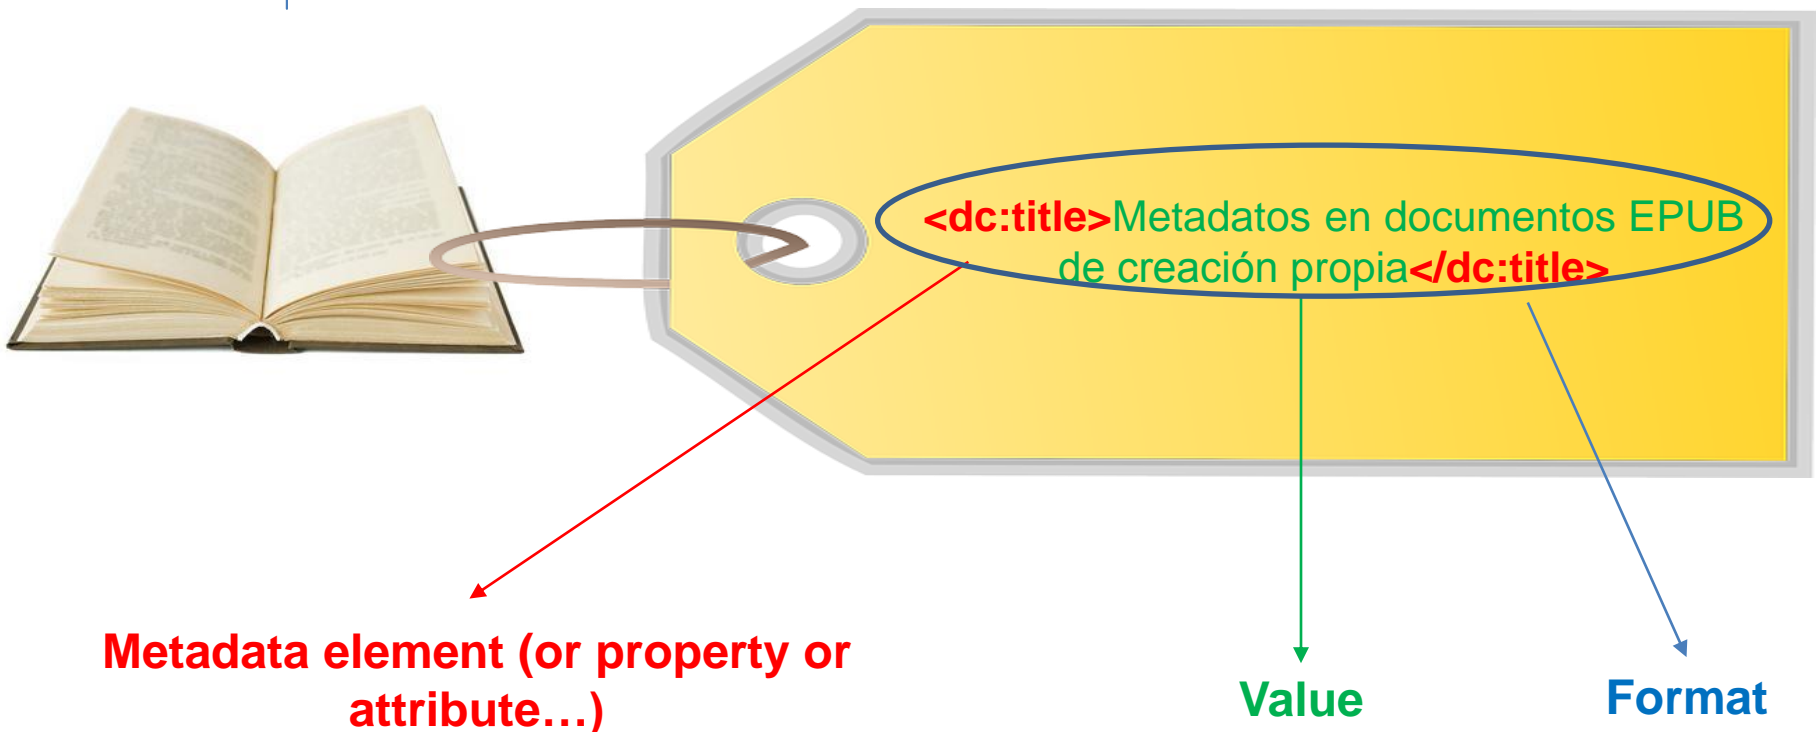 <dc:title>Metadatos en documentos EPUB
de creación propia</dc:title>
Metadata element (or property or
attribute…)
Value
Format